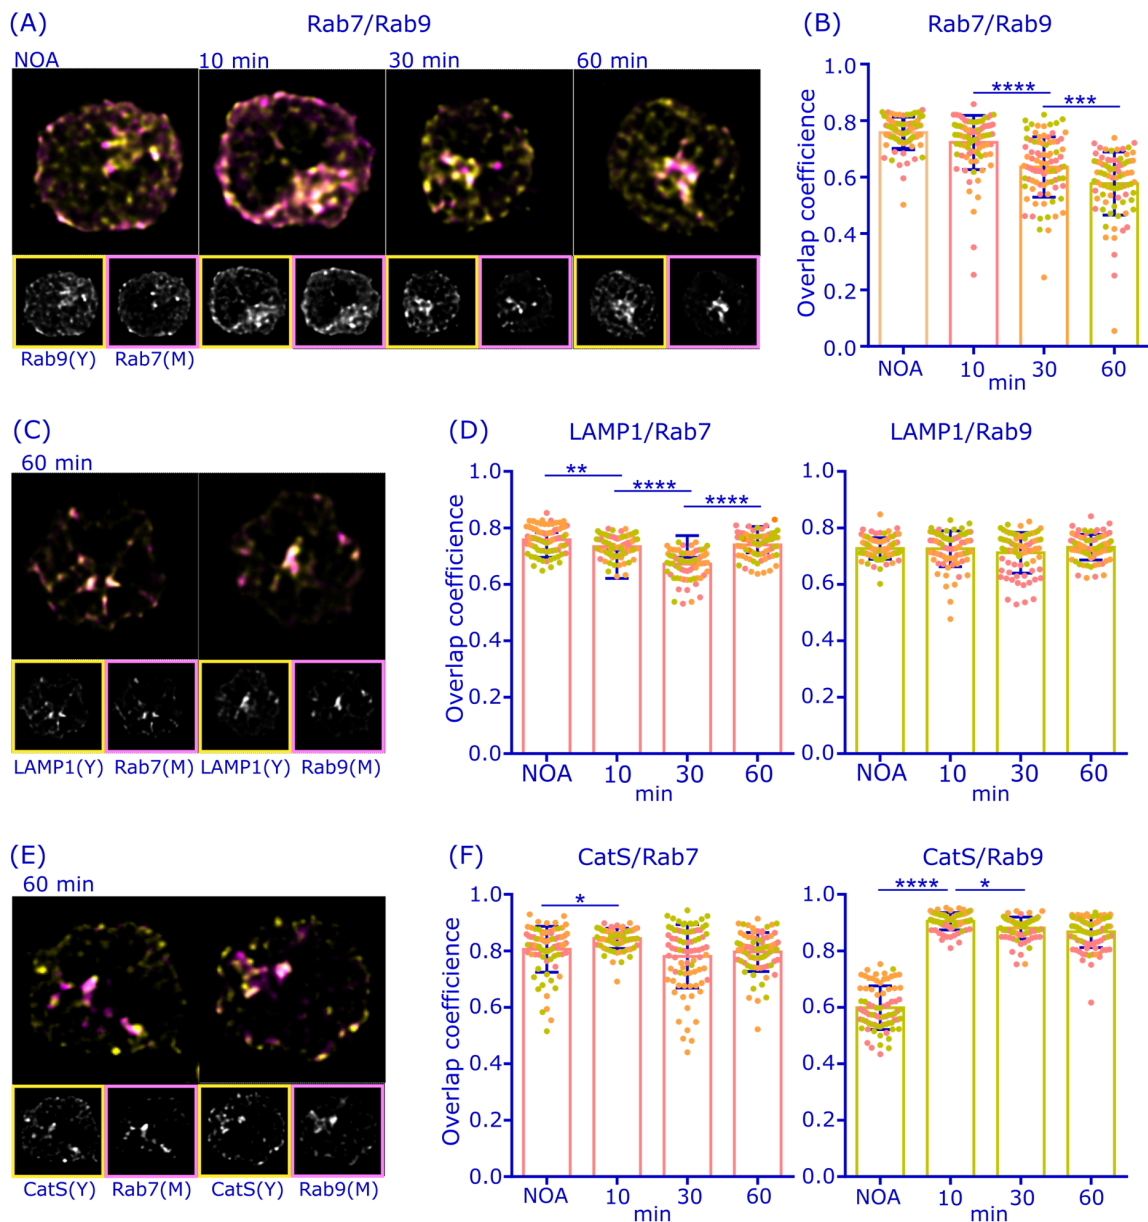 (A)
Rab7/Rab9
NOA
10 min
30 min
60 min
Rab9(Y)
Rab7(M)
(B)
Rab7/Rab9
Overlap coefficience
1.0
0.8
0.6
0.4
0.2
0.0
****
***
NOA
10
30
60
min
(C)
60 min
LAMP1(Y)
Rab7(M)
LAMP1(Y)
Rab9(M)
(D)
LAMP1/Rab7
Overlap coefficience
1.0
0.8
0.6
0.4
0.2
0.0
**
****
****
NOA
10
30
60
min
LAMP1/Rab9
1.0
0.8
0.6
0.4
0.2
0.0
NOA
10
30
60
min
(E)
60 min
CatS(Y)
Rab7(M)
CatS(Y)
Rab9(M)
(F)
CatS/Rab7
Overlap coefficience
1.0
0.8
0.6
0.4
0.2
0.0
*
NOA
10
30
60
min
CatS/Rab9
1.0
0.8
0.6
0.4
0.2
0.0
****
*
NOA
10
30
60
min